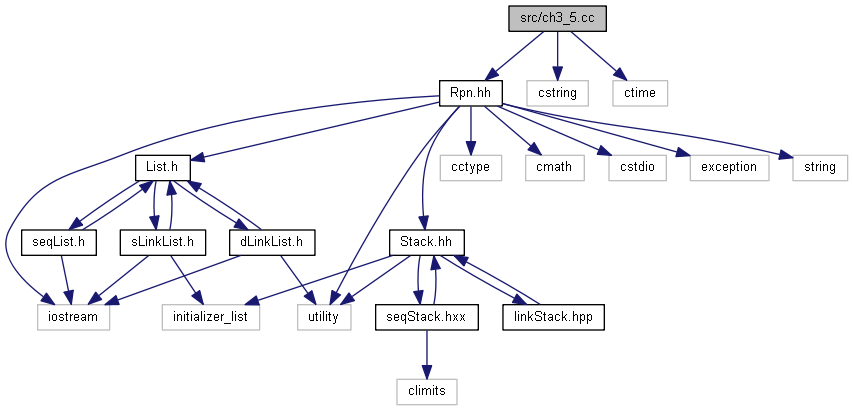 src/ch3_5.cc
Rpn.hh
cstring
ctime
List.h
cctype
cmath
cstdio
exception
string
seqList.h
sLinkList.h
dLinkList.h
Stack.hh
iostream
initializer_list
utility
seqStack.hxx
linkStack.hpp
climits